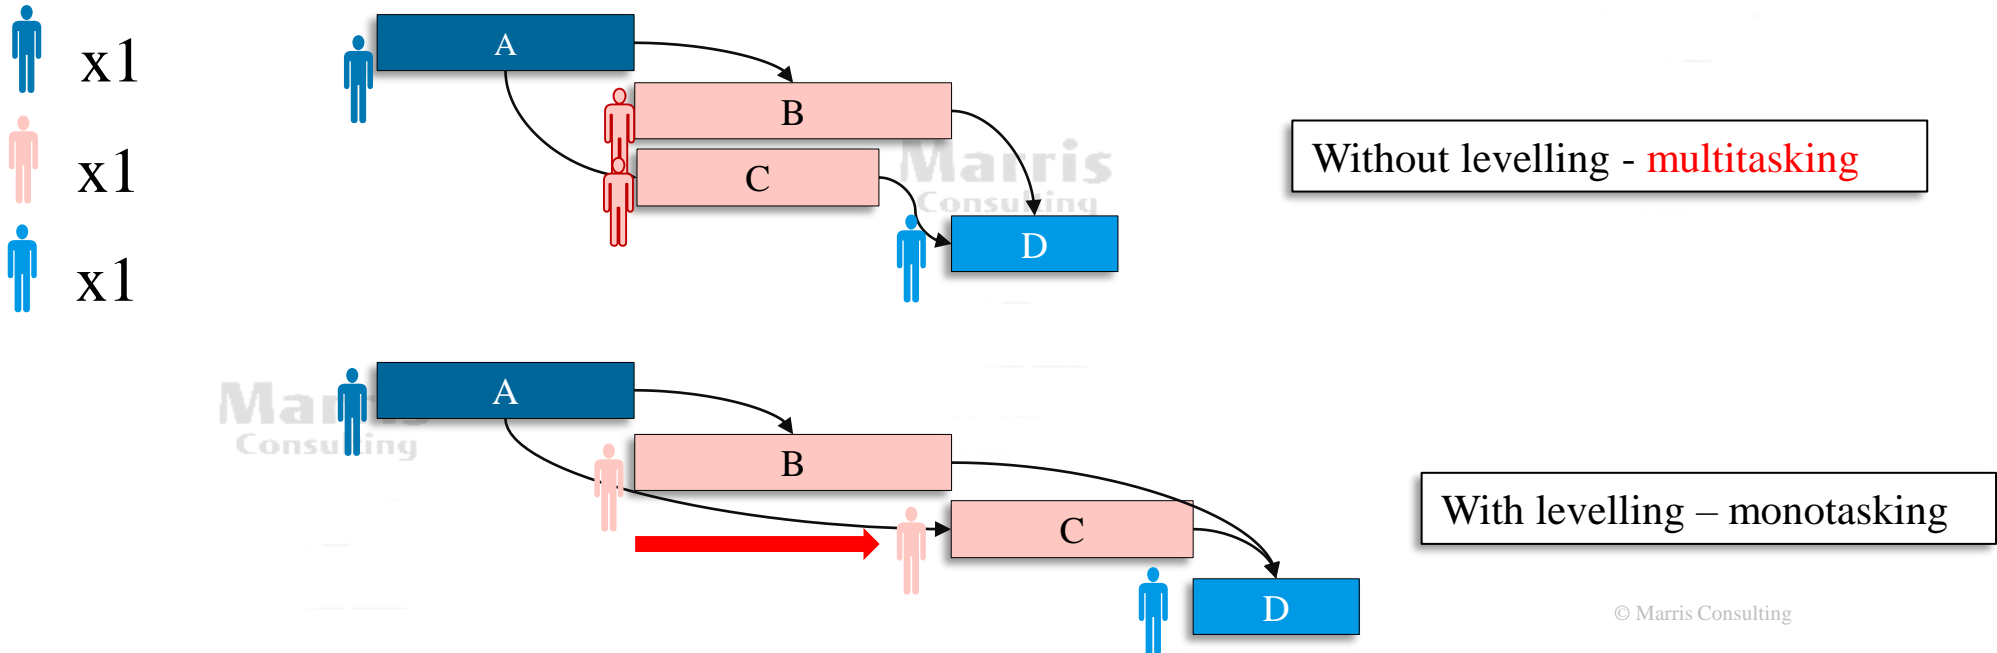 x1
x1
x1
A
B
C
D
Marris
Consulting
Without levelling - multitasking
A
B
C
D
Marris
Consulting
With levelling – monotasking
© Marris Consulting